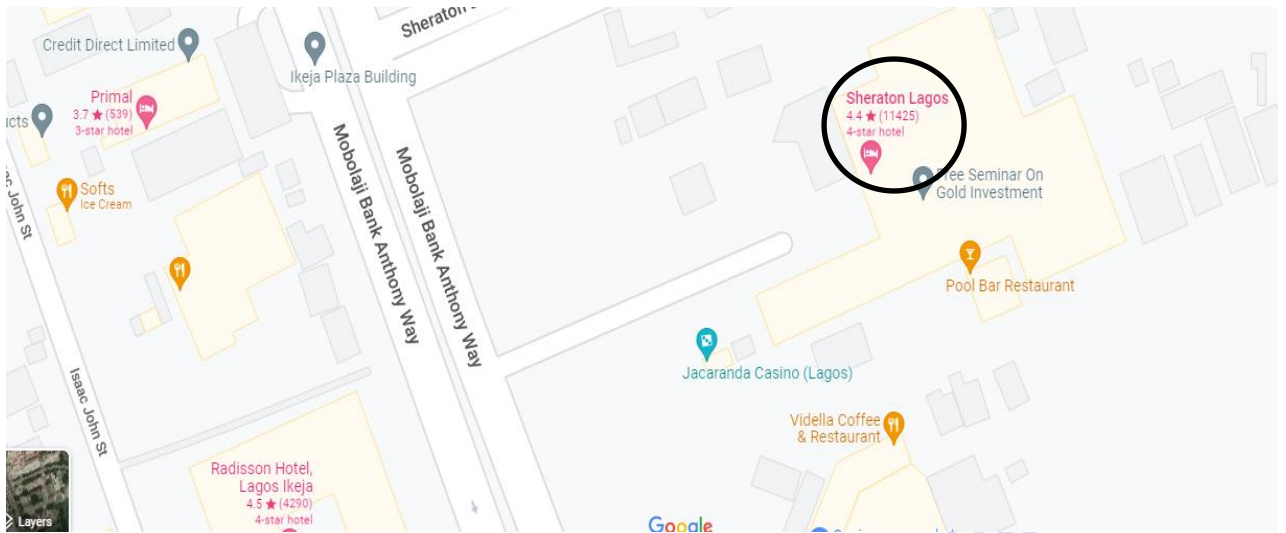 Sheraton
Credit Direct Limited
Ikeja Plaza Building
Primal
3.7 ★ (539)
3-star hotel
ucts
Sheraton Lagos
4.4 ★ (11425)
4-star hotel
Free Seminar On
Gold Investment
Softs
Ice Cream
John St
Mobolaji Bank Anthony Way
Mobolaji Bank Anthony Way
Pool Bar Restaurant
Jacaranda Casino (Lagos)
Isaac John St
Vidella Coffee
& Restaurant
Radisson Hotel,
Lagos Ikeja
4.5 ★ (4290)
4-star hotel
Layers
Google